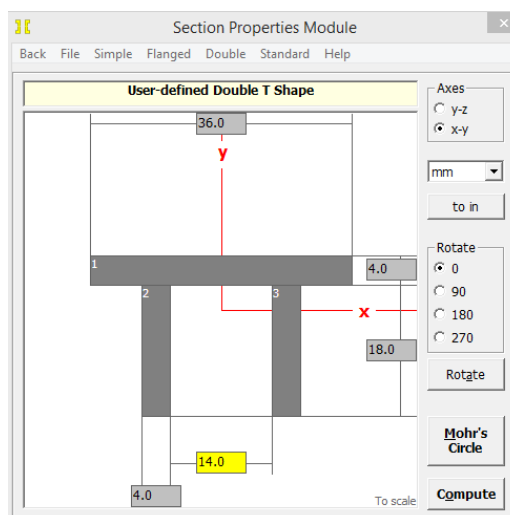 Section Properties Module
×
Back File Simple Flanged Double Standard Help
User-defined Double T Shape
Axes
y-z
x-y
36.0
y
mm
to in
1
4.0
Rotate
0
90
180
270
2
3
x
18.0
Rotate
Mohr's
Circle
14.0
4.0
To scale
Compute